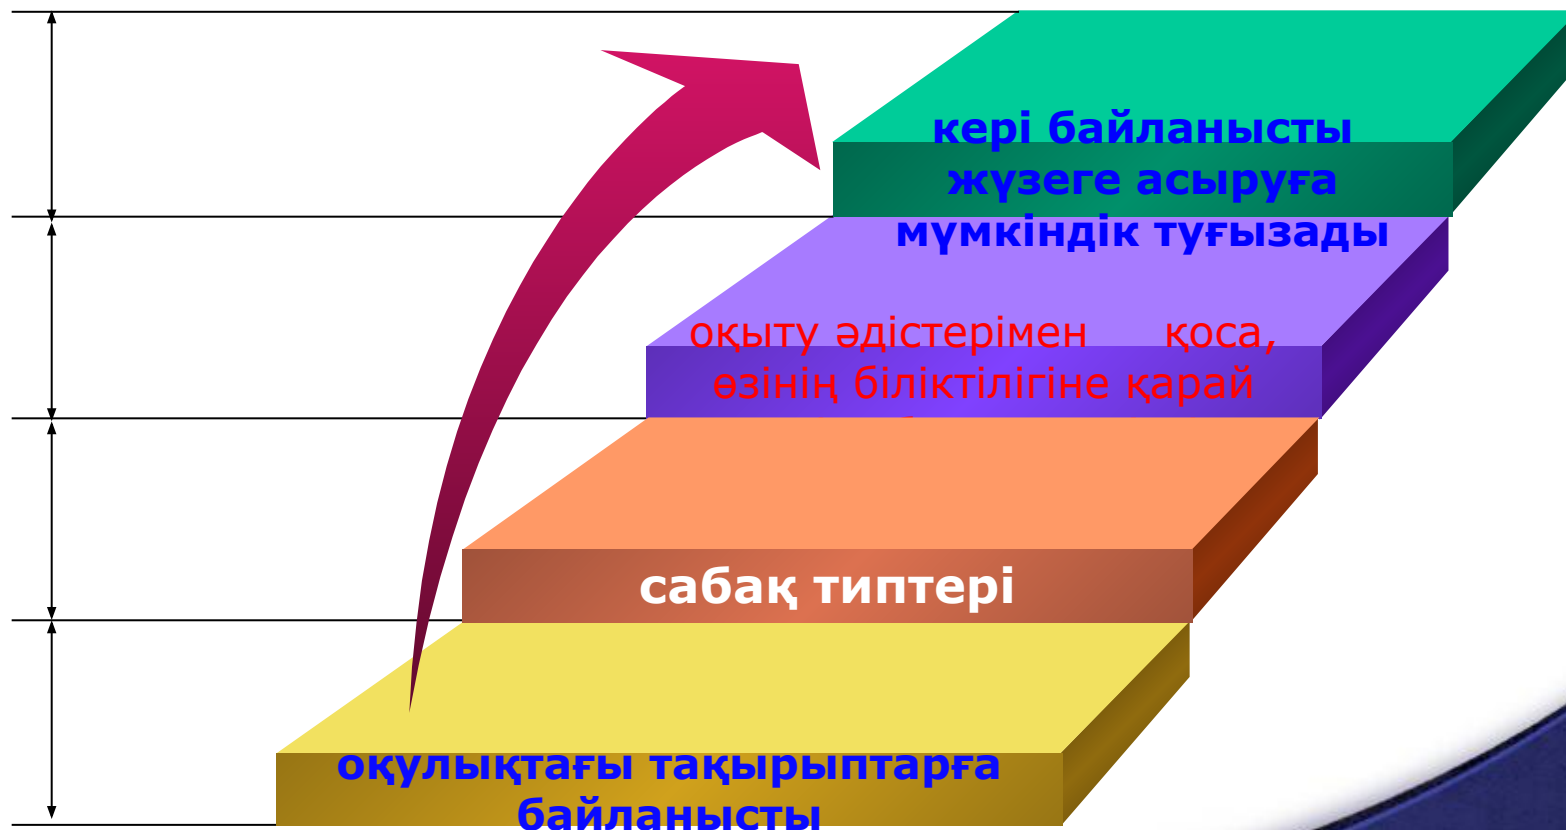 кері байланысты
жүзеге асыруға
мүмкіндік туғызады
оқыту әдістерімен қоса,
өзінің біліктілігіне қарай
сабақ типтері
оқулықтағы тақырыптарға
байланысты